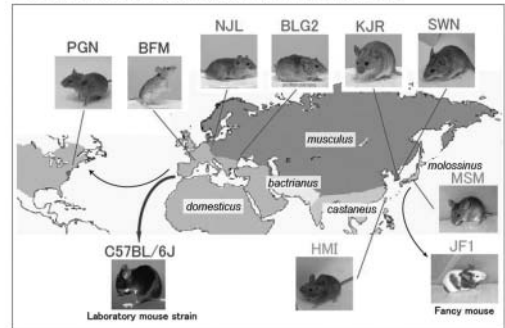 PGN
BFM
NJL
BLG2
KJR
SWN
musculus
molossinus
bactrianus
domesticus
castaneus
MSM
C57BL/6J
HMI
JF1
Laboratory mouse strain
Fancy mouse